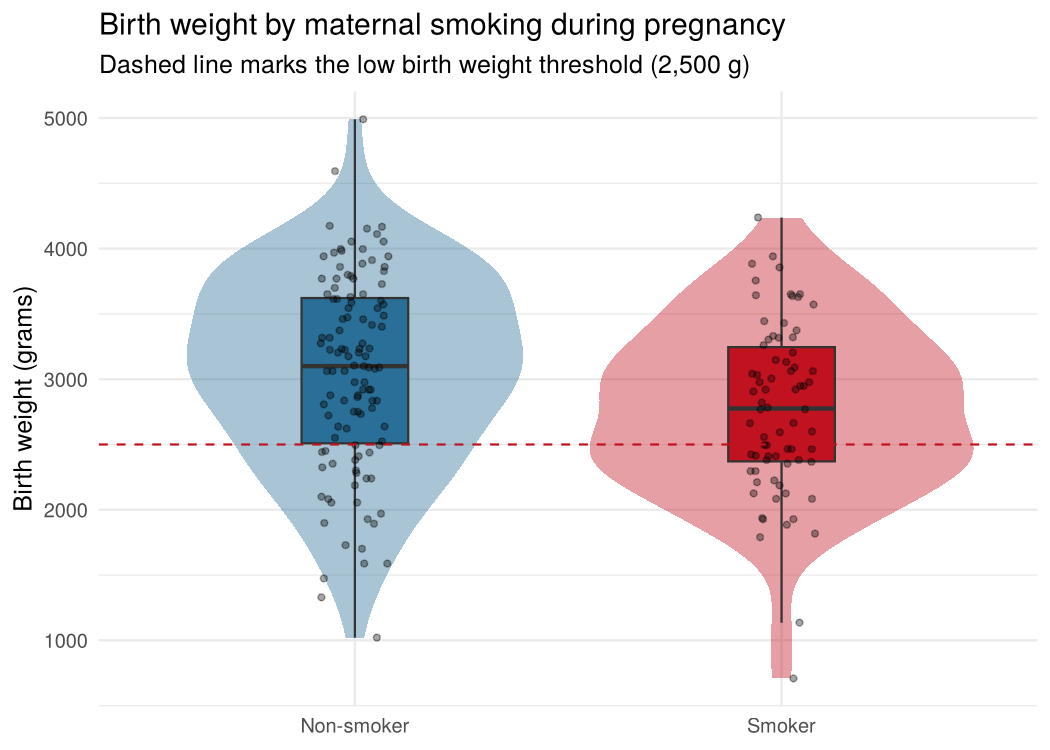 Birth weight by maternal smoking during pregnancy
Dashed line marks the low birth weight threshold (2,500 g)
Birth weight (grams)
5000
4000
3000
2000
1000
Non-smoker
Smoker